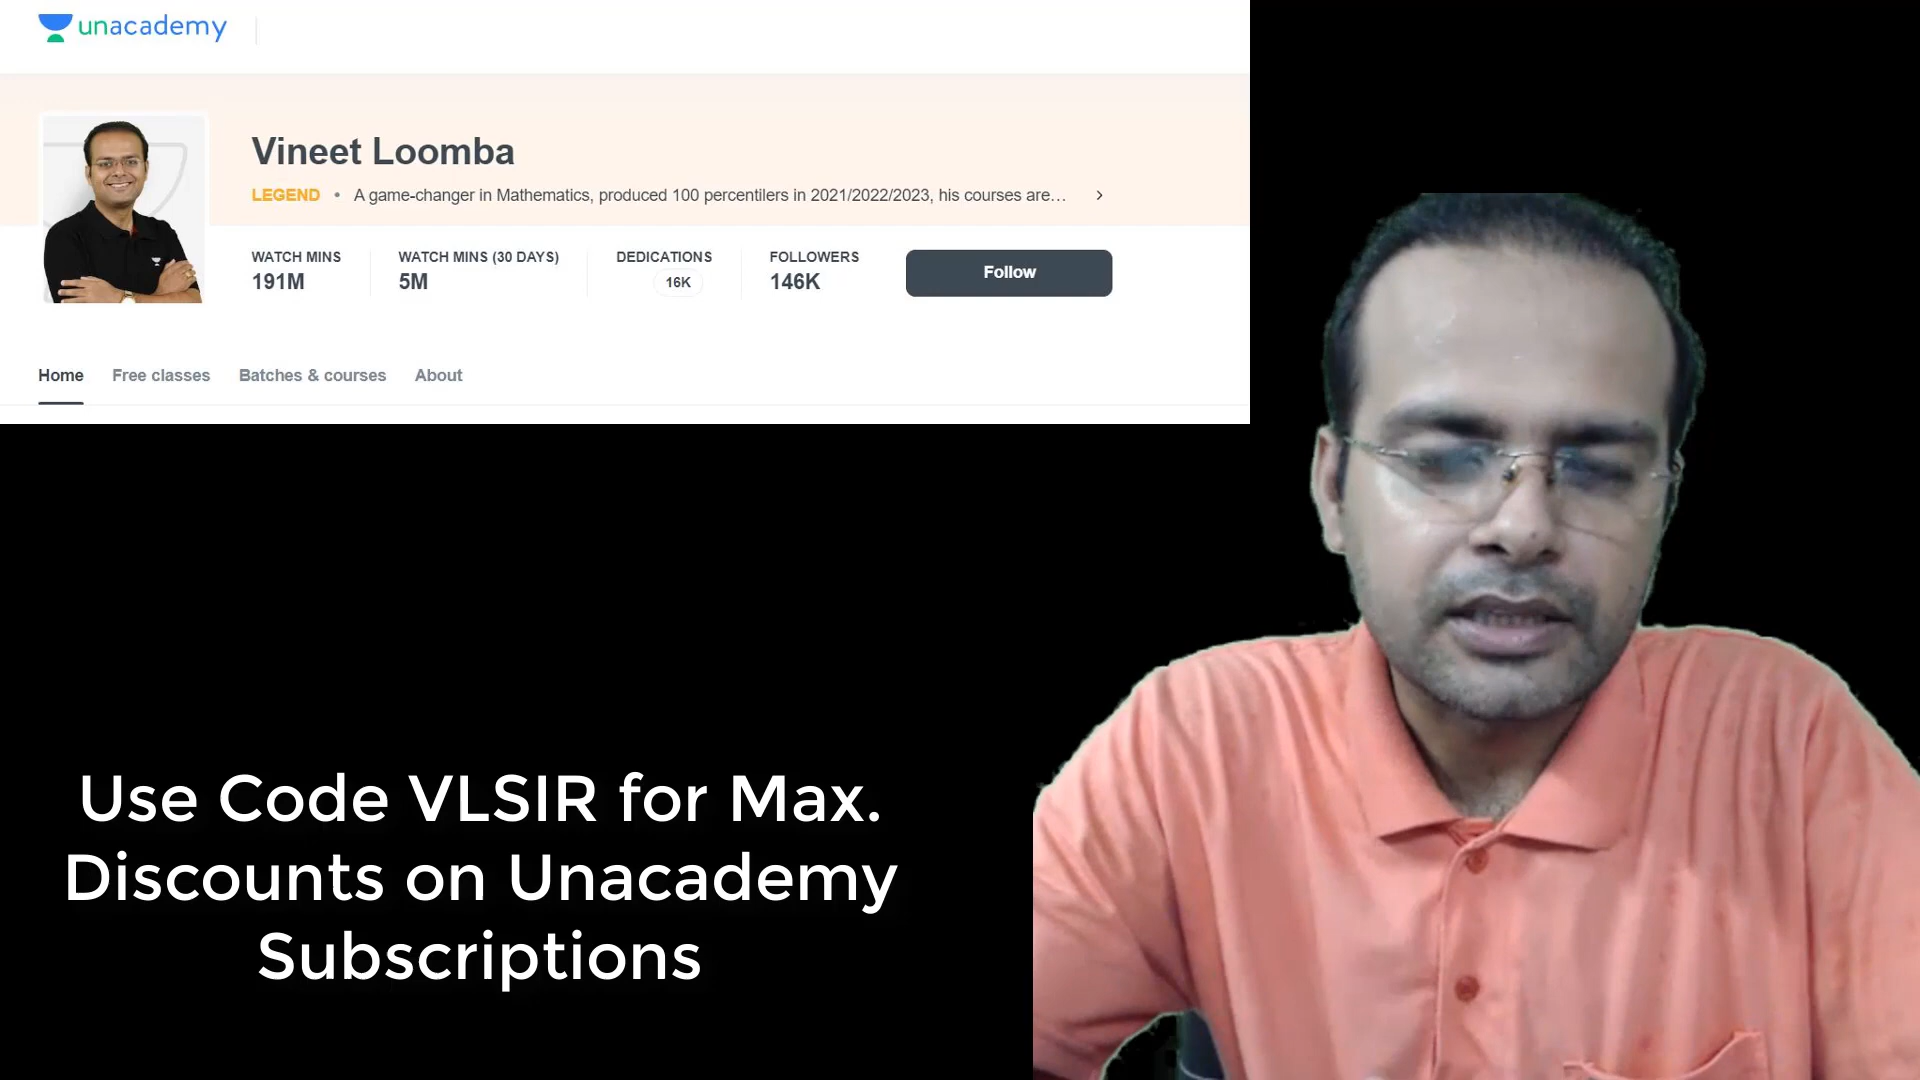 unacademy
Vineet Loomba
LEGEND • A game-changer in Mathematics, produced 100 percentilers in 2021/2022/2023, his courses are…
WATCH MINS WATCH MINS (30 DAYS) DEDICATIONS FOLLOWERS
191M 5M 16K 146K
Follow
Home Free classes Batches & courses About
Use Code VLSIR for Max.
Discounts on Unacademy
Subscriptions